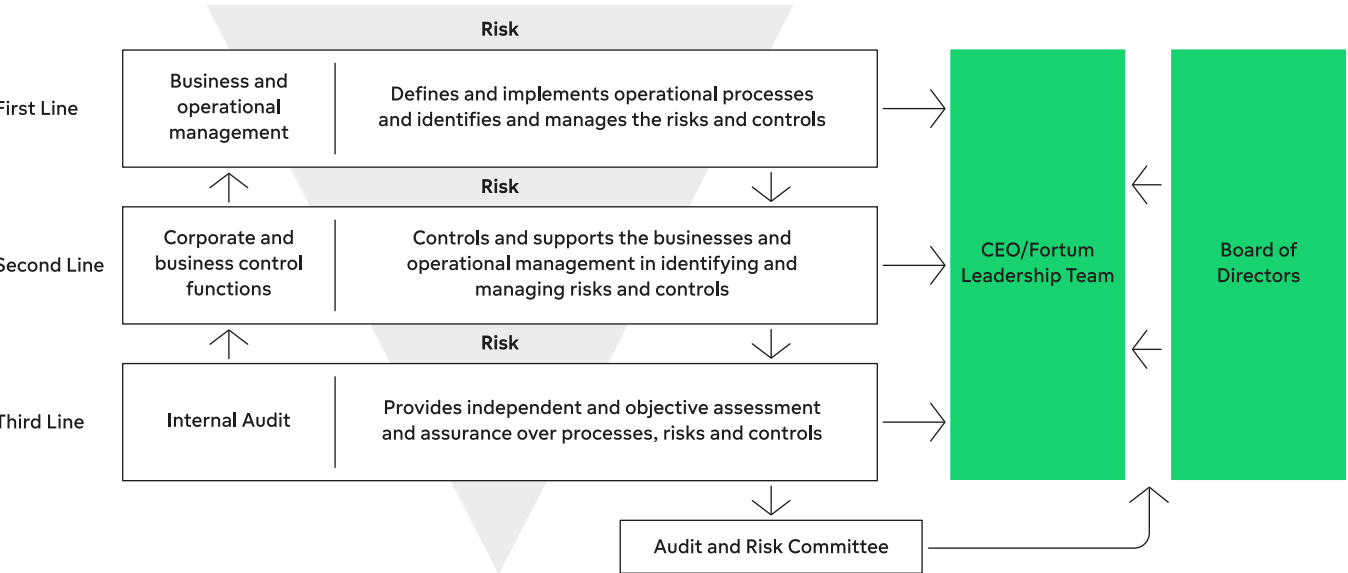 Risk
First Line
Business and
operational
management
Defines and implements operational processes
and identifies and manages the risks and controls
Risk
Second Line
Corporate and
business control
functions
Controls and supports the businesses and
operational management in identifying and
managing risks and controls
CEO/Fortum
Leadership Team
Board of
Directors
Risk
Third Line
Internal Audit
Provides independent and objective assessment
and assurance over processes, risks and controls
Audit and Risk Committee